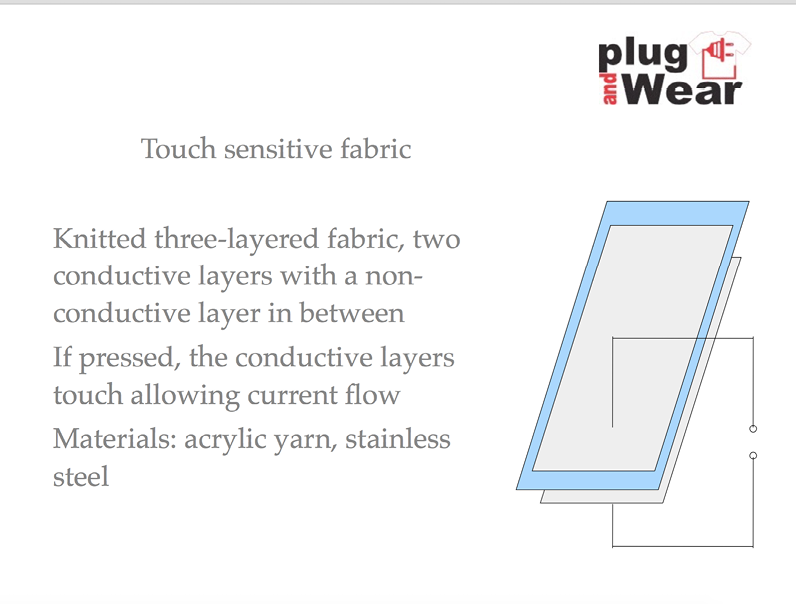 plug
and Wear
Touch sensitive fabric
Knitted three-layered fabric, two
conductive layers with a non-
conductive layer in between
If pressed, the conductive layers
touch allowing current flow
Materials: acrylic yarn, stainless
steel